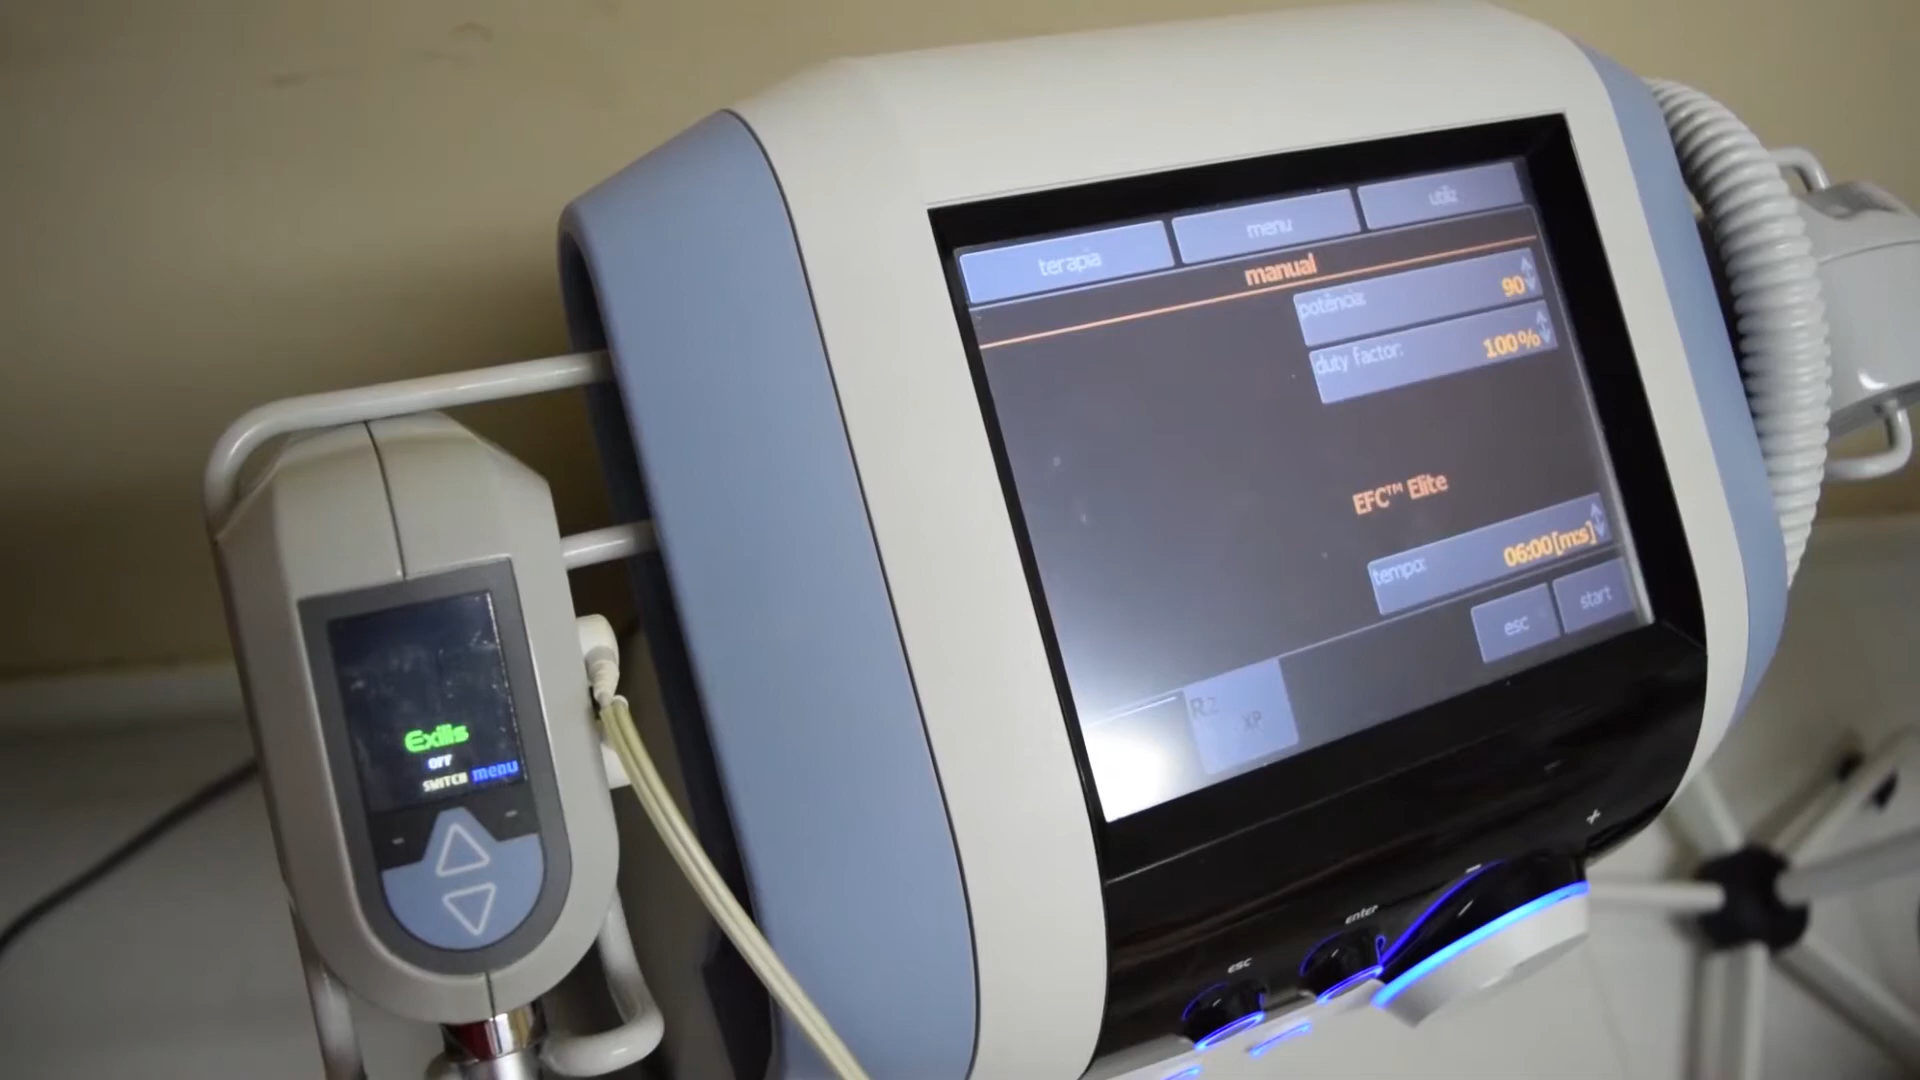 terapia
menu
utiliz
manual
potência: 90
duty factor: 100%
EFC™ Elite
tempo: 06:00[m:s]
esc
start
R2
XP
Exilis
OFF
SWITCH menu
esc
enter